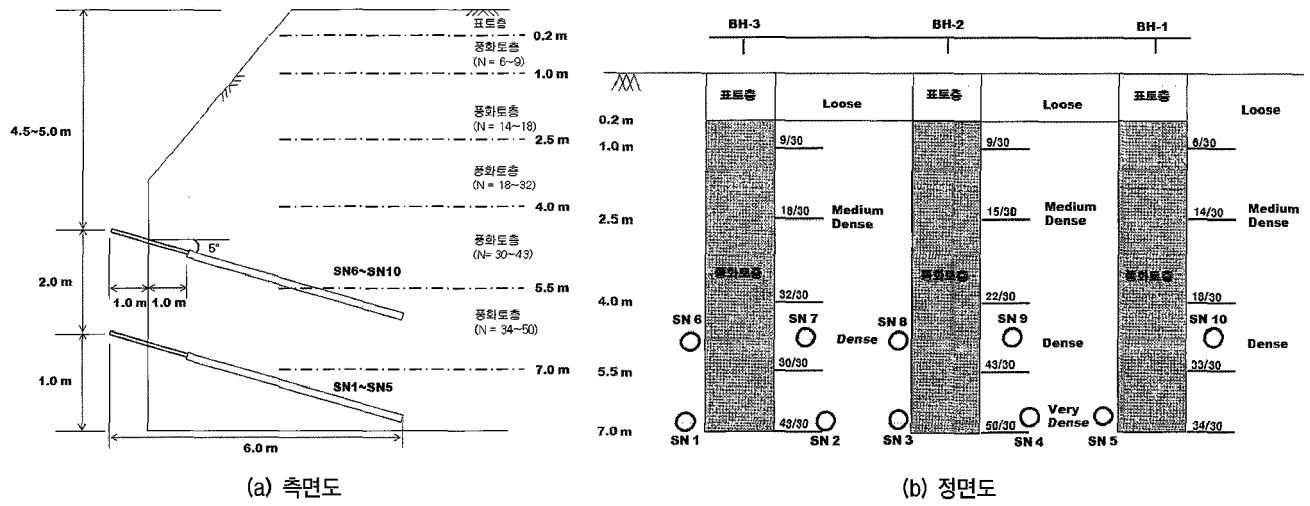 표토층
0.2 m
풍화토층
(N = 6~9)
1.0 m
풍화토층
(N = 14~18)
2.5 m
풍화토층
(N = 18~32)
4.0 m
풍화토층
(N= 30~43)
5.5 m
풍화토층
(N = 34~50)
7.0 m
4.5~5.0 m
2.0 m
1.0 m
5°
1.0 m
1.0 m
SN6~SN10
SN1~SN5
6.0 m
(a) 측면도
BH-3
BH-2
BH-1
표토층
Loose
표토층
Loose
표토층
Loose
0.2 m
1.0 m
9/30
9/30
6/30
2.5 m
18/30
Medium
Dense
15/30
Medium
Dense
14/30
Medium
Dense
풍화토층
풍화토층
풍화토층
4.0 m
32/30
22/30
18/30
SN 6
SN 7
SN 8
SN 9
SN 10
Dense
Dense
Dense
5.5 m
30/30
43/30
33/30
Very
Dense
7.0 m
43/30
50/30
34/30
SN 1
SN 2
SN 3
SN 4
SN 5
(b) 정면도